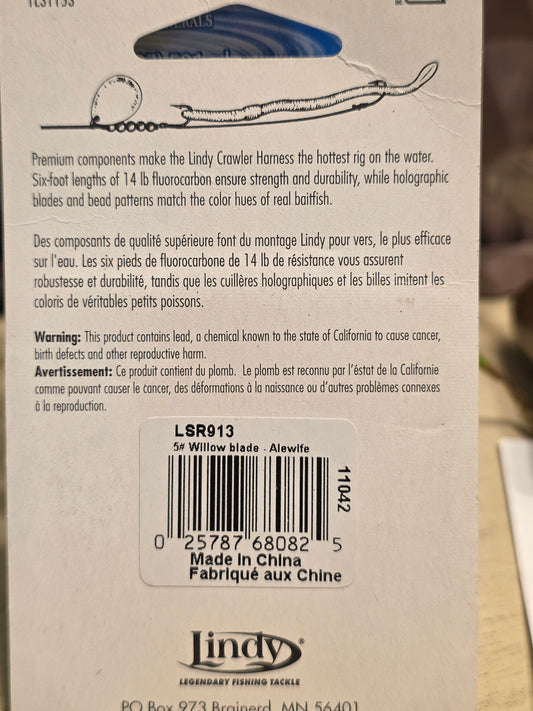 ERALS
Premium components make the Lindy Crawler Harness the hottest rig on the water.
Six-foot lengths of 14 lb fluorocarbon ensure strength and durability, while holographic
blades and bead patterns match the color hues of real baitfish.
Des composants de qualité supérieure font du montage Lindy pour vers, le plus efficace
sur l'eau. Les six pieds de fluorocarbone de 14 lb de résistance vous assurent
robustesse et durabilité, tandis que les cuillères holographiques et les billes imitent les
coloris de véritables petits poissons.
Warning: This product contains lead, a chemical known to the state of California to cause cancer,
birth defects and other reproductive harm.
Avertissement: Ce produit contient du plomb. Le plomb est reconnu par l'éstat de la Californie
comme pouvant causer le cancer, des déformations à la naissance ou d'autres problèmes connexes
à la reproduction.
LSR913
5# Willow blade - Alewife
11042
0 25787 68082 5
Made in China
Fabriqué aux Chine
Lindy®
LEGENDARY FISHING TACKLE
PO Box 973 Brainerd, MN 56401